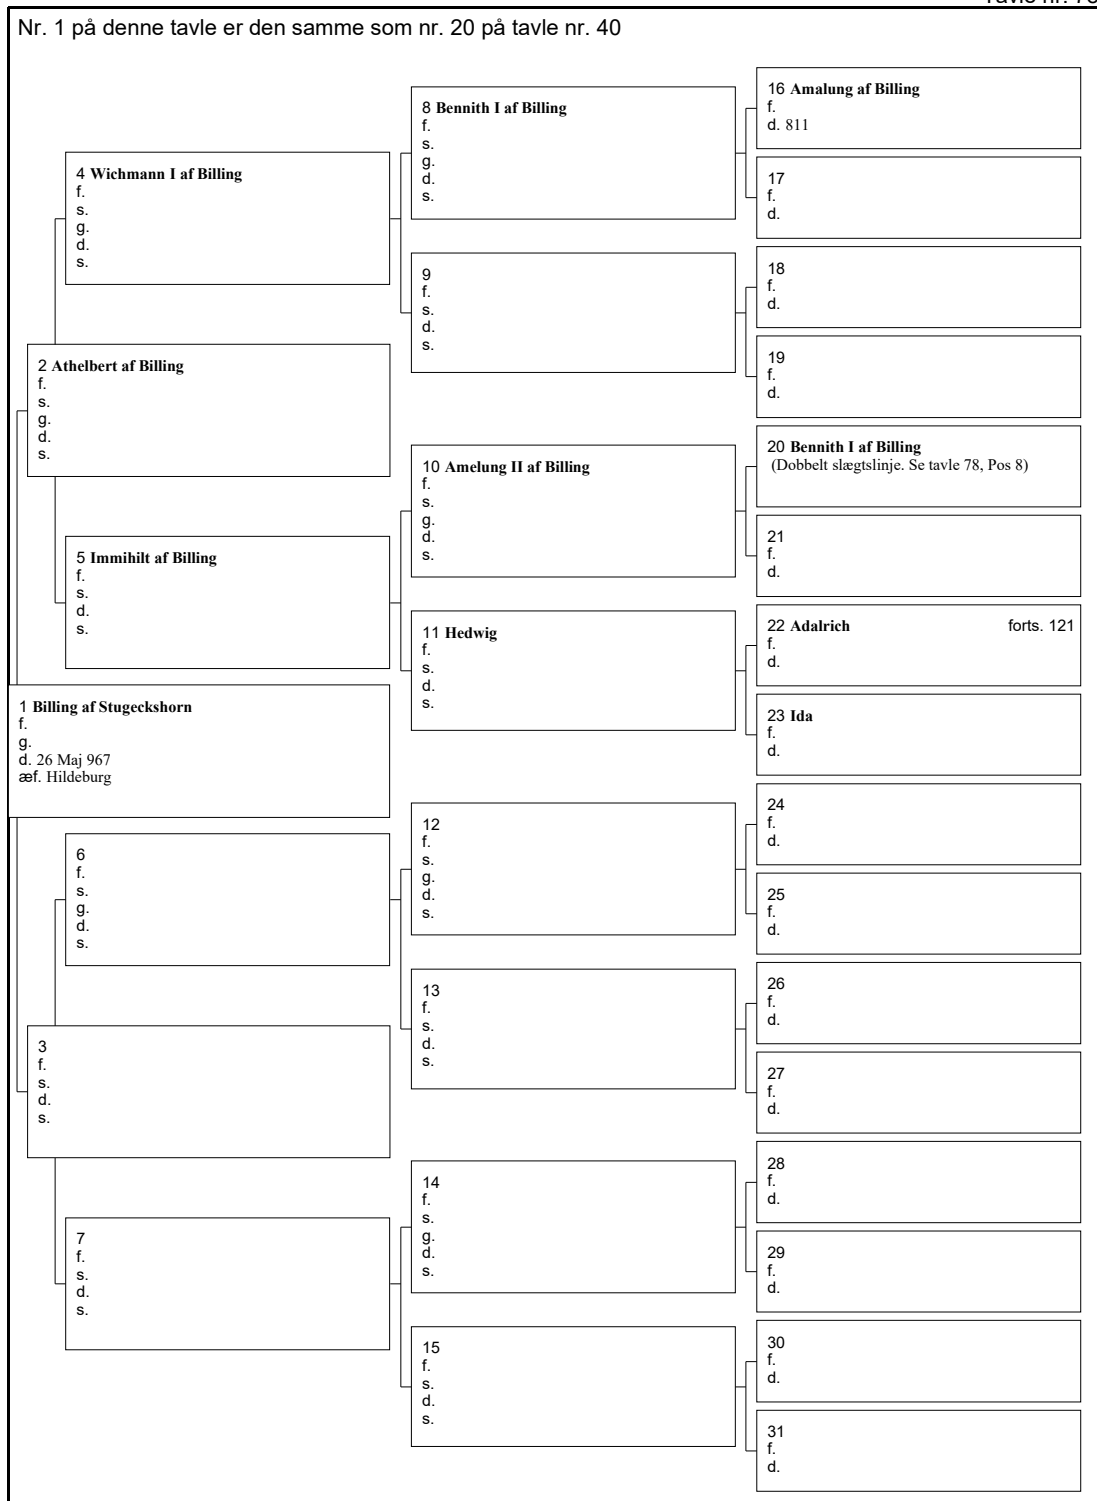 Nr. 1 på denne tavle er den samme som nr. 20 på tavle nr. 40
1 Billing af Stugeckshorn
f.
g.
d. 26 Maj 967
æf. Hildeburg
2 Athelbert af Billing
f.
s.
g.
d.
s.
3
f.
s.
d.
s.
4 Wichmann I af Billing
f.
s.
g.
d.
s.
5 Immihilt af Billing
f.
s.
d.
s.
6
f.
s.
g.
d.
s.
7
f.
s.
d.
s.
8 Bennith I af Billing
f.
s.
g.
d.
s.
9
f.
s.
d.
s.
10 Amelung II af Billing
f.
s.
g.
d.
s.
11 Hedwig
f.
s.
d.
s.
12
f.
s.
g.
d.
s.
13
f.
s.
d.
s.
14
f.
s.
g.
d.
s.
15
f.
s.
d.
s.
16 Amalung af Billing
f.
d. 811
17
f.
d.
18
f.
d.
19
f.
d.
20 Bennith I af Billing
(Dobbelt slægtslinje. Se tavle 78, Pos 8)
21
f.
d.
22 Adalrich forts. 121
f.
d.
23 Ida
f.
d.
24
f.
d.
25
f.
d.
26
f.
d.
27
f.
d.
28
f.
d.
29
f.
d.
30
f.
d.
31
f.
d.